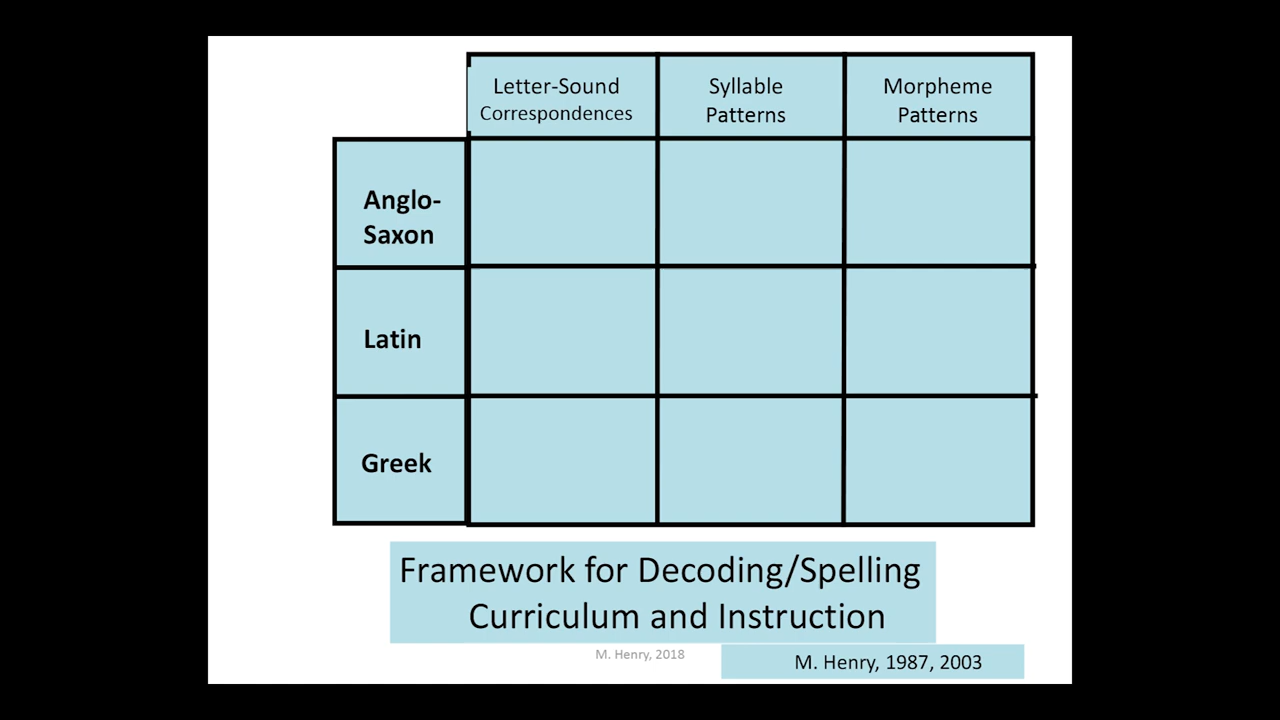 Letter-Sound
Correspondences
Syllable
Patterns
Morpheme
Patterns
Anglo-
Saxon
Latin
Greek
Framework for Decoding/Spelling
Curriculum and Instruction
M. Henry, 2018
M. Henry, 1987, 2003